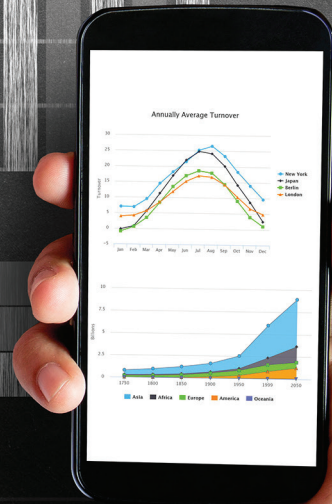 Annually Average Turnover
30
25
20
15
10
5
0
-5
Turnover
Jan Feb Mar Apr May Jun Jul Aug Sep Oct Nov Dec
New York
Japan
Berlin
London
10
7.5
5
2.5
0
Billions
1750 1800 1850 1900 1950 1999 2050
Asia Africa Europe America Oceania